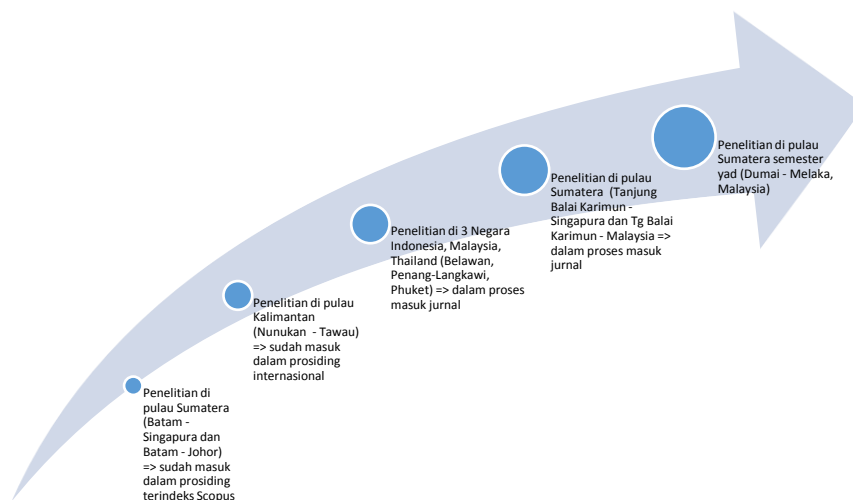 Penelitian di
pulau Sumatera
(Batam -
Singapura dan
Batam - Johor)
=> sudah masuk
dalam prosiding
terindeks Scopus
Penelitian di pulau
Kalimantan
(Nunukan - Tawau)
=> sudah masuk
dalam prosiding
internasional
Penelitian di 3 Negara
Indonesia, Malaysia,
Thailand (Belawan,
Penang-Langkawi,
Phuket) => dalam proses
masuk jurnal
Penelitian di pulau
Sumatera (Tanjung
Balai Karimun -
Singapura dan Tg Balai
Karimun - Malaysia =>
dalam proses masuk
jurnal
Penelitian di pulau
Sumatera semester
yad (Dumai - Melaka,
Malaysia)